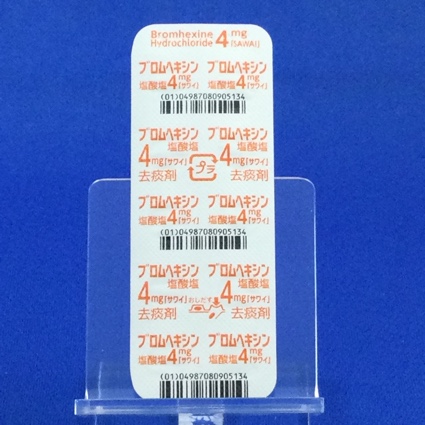 Bromhexine 4mg
Hydrochloride [SAWAI]
ブロムヘキシン ブロムヘキシン
塩酸塩4mg「サワイ」 塩酸塩4mg「サワイ」
(01)04987080905134
ブロムヘキシン ブロムヘキシン
塩酸塩 塩酸塩
4mg「サワイ」 プラ 4mg「サワイ」
去痰剤 去痰剤
ブロムヘキシン ブロムヘキシン
塩酸塩4mg「サワイ」 塩酸塩4mg「サワイ」
(01)04987080905134
ブロムヘキシン ブロムヘキシン
塩酸塩 塩酸塩
4mg「サワイ」 おしだす 4mg「サワイ」
去痰剤 去痰剤
ブロムヘキシン ブロムヘキシン
塩酸塩4mg「サワイ」 塩酸塩4mg「サワイ」
(01)04987080905134